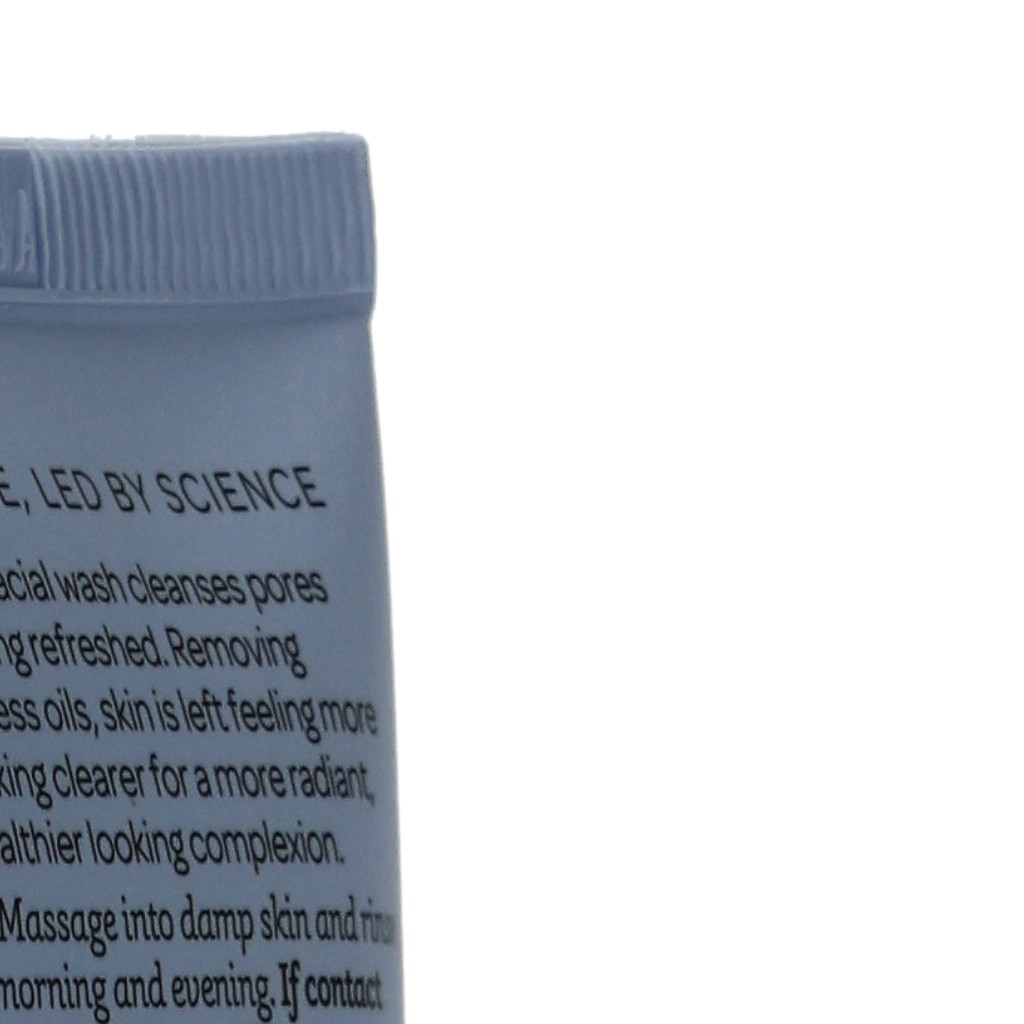 E, LED BY SCIENCE
acial wash cleanses pores
ng refreshed. Removing
ess oils, skin is left feeling more
king clearer for a more radiant,
althier looking complexion.
Massage into damp skin and rinse
morning and evening. If contact